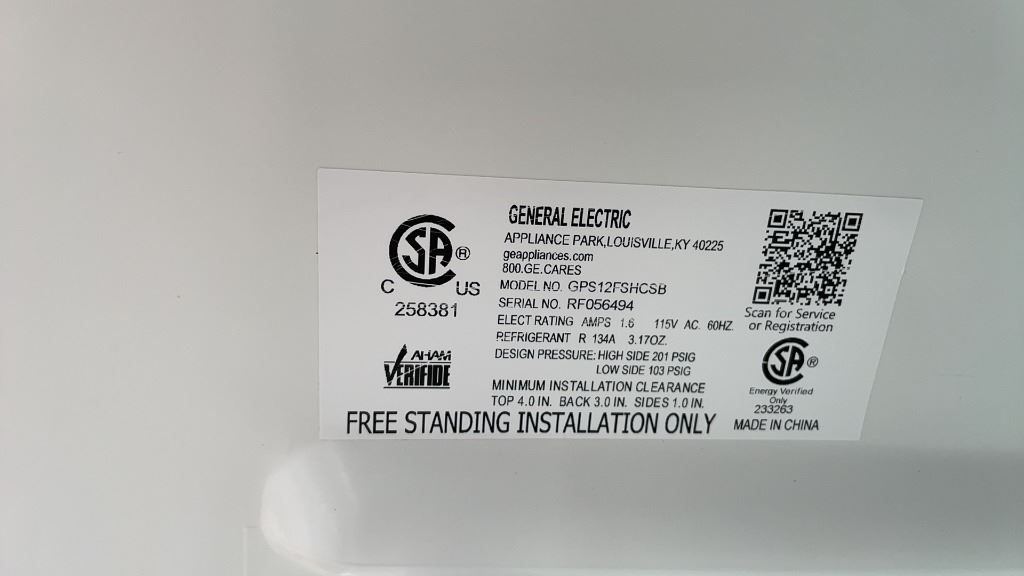 GENERAL ELECTRIC
APPLIANCE PARK,LOUISVILLE,KY 40225
geappliances.com
800.GE.CARES
MODEL NO. GPS12FSHCSB
SERIAL NO. RF056494
ELECT RATING AMPS 1.6 115V AC. 60HZ.
REFRIGERANT R 134A 3.17OZ.
DESIGN PRESSURE: HIGH SIDE 201 PSIG
LOW SIDE 103 PSIG
MINIMUM INSTALLATION CLEARANCE
TOP 4.0 IN. BACK 3.0 IN. SIDES 1.0 IN.
FREE STANDING INSTALLATION ONLY
SA ®
C US
258381
AHAM
VERIFIDE
Scan for Service
or Registration
SA ®
Energy Verified
Only
233263
MADE IN CHINA